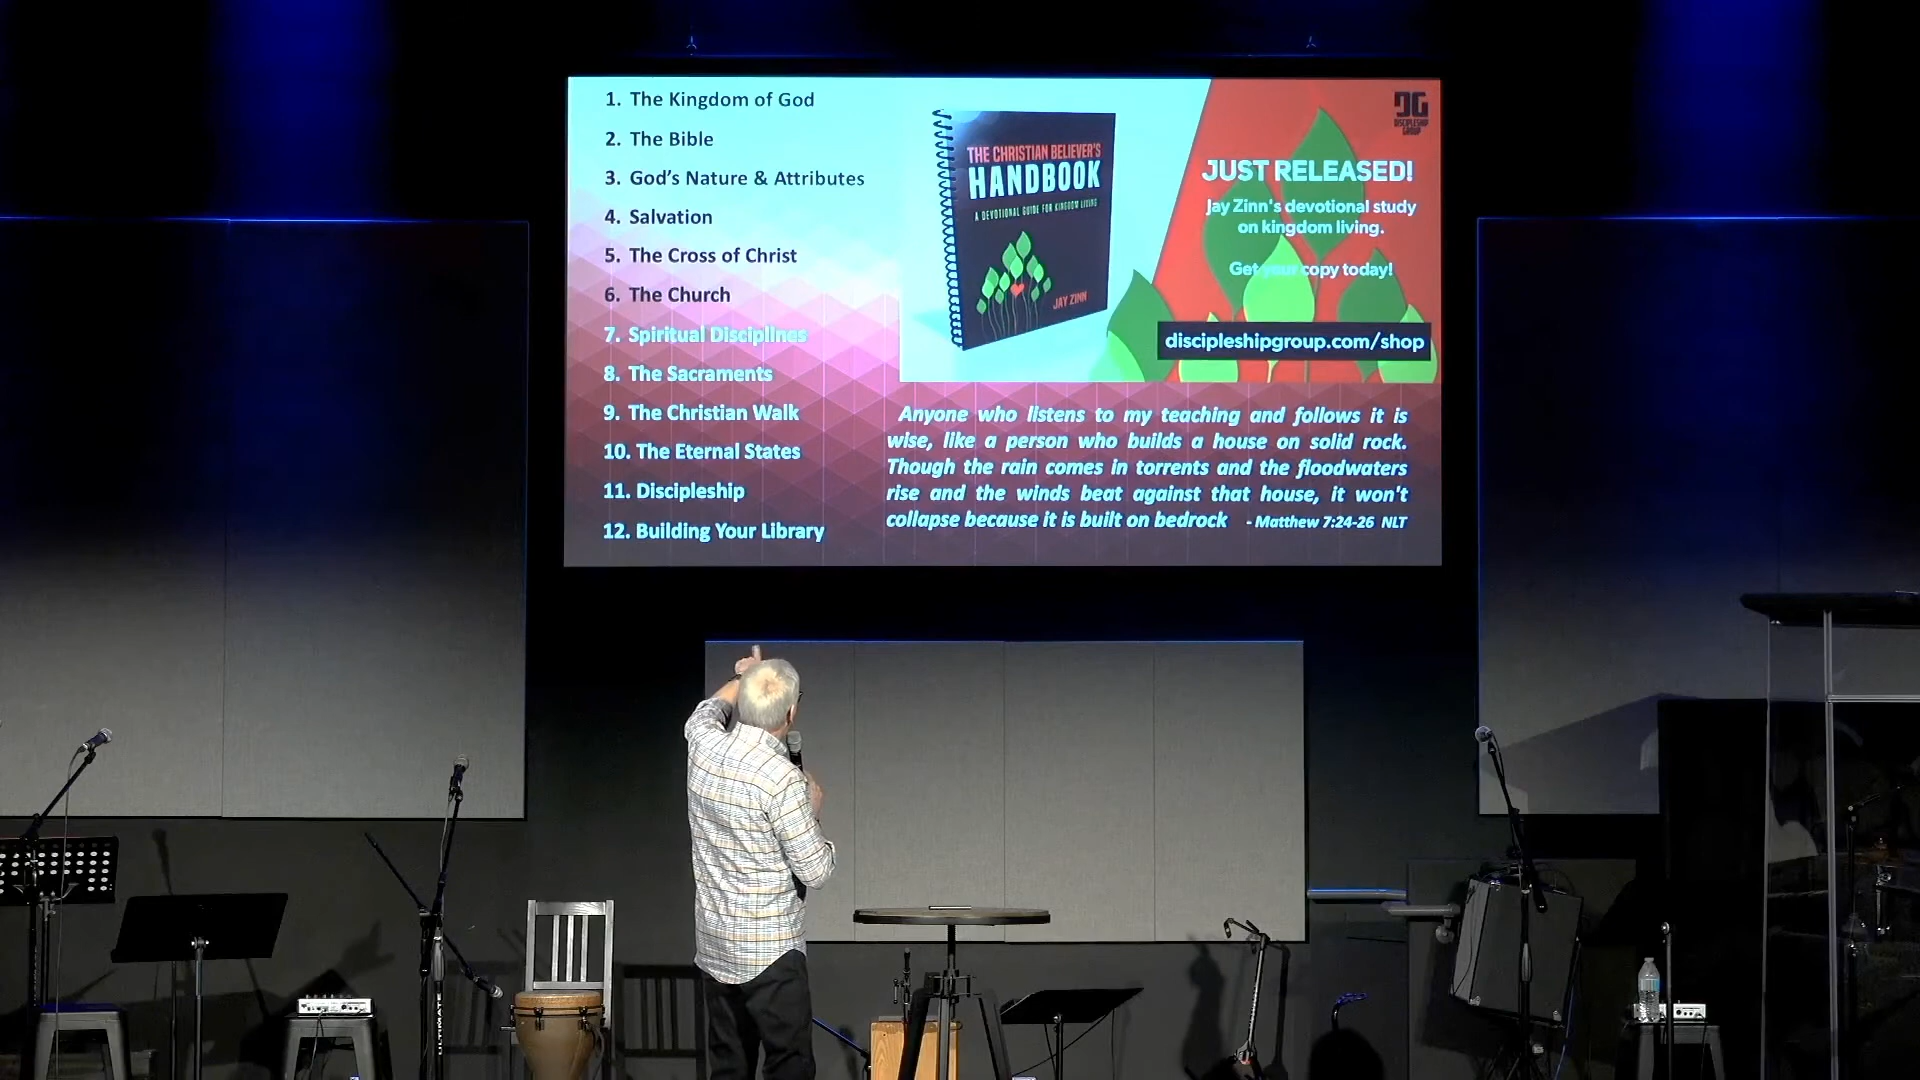 1. The Kingdom of God
2. The Bible
3. God's Nature & Attributes
4. Salvation
5. The Cross of Christ
6. The Church
7. Spiritual Disciplines
8. The Sacraments
9. The Christian Walk
10. The Eternal States
11. Discipleship
12. Building Your Library
THE CHRISTIAN BELIEVER'S
HANDBOOK
A DEVOTIONAL GUIDE FOR KINGDOM LIVING
JAY ZINN
DG
DISCIPLESHIP
GROUP
JUST RELEASED!
Jay Zinn's devotional study
on kingdom living.
Get your copy today!
discipleshipgroup.com/shop
Anyone who listens to my teaching and follows it is
wise, like a person who builds a house on solid rock.
Though the rain comes in torrents and the floodwaters
rise and the winds beat against that house, it won't
collapse because it is built on bedrock - Matthew 7:24-26 NLT
ULTIMATE